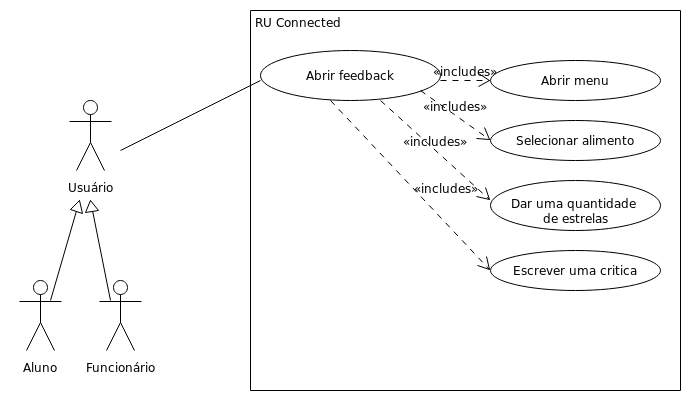 RU Connected
Abrir feedback
«includes»
Abrir menu
«includes»
Selecionar alimento
«includes»
Dar uma quantidade
de estrelas
«includes»
Escrever uma critica
Usuário
Aluno
Funcionário